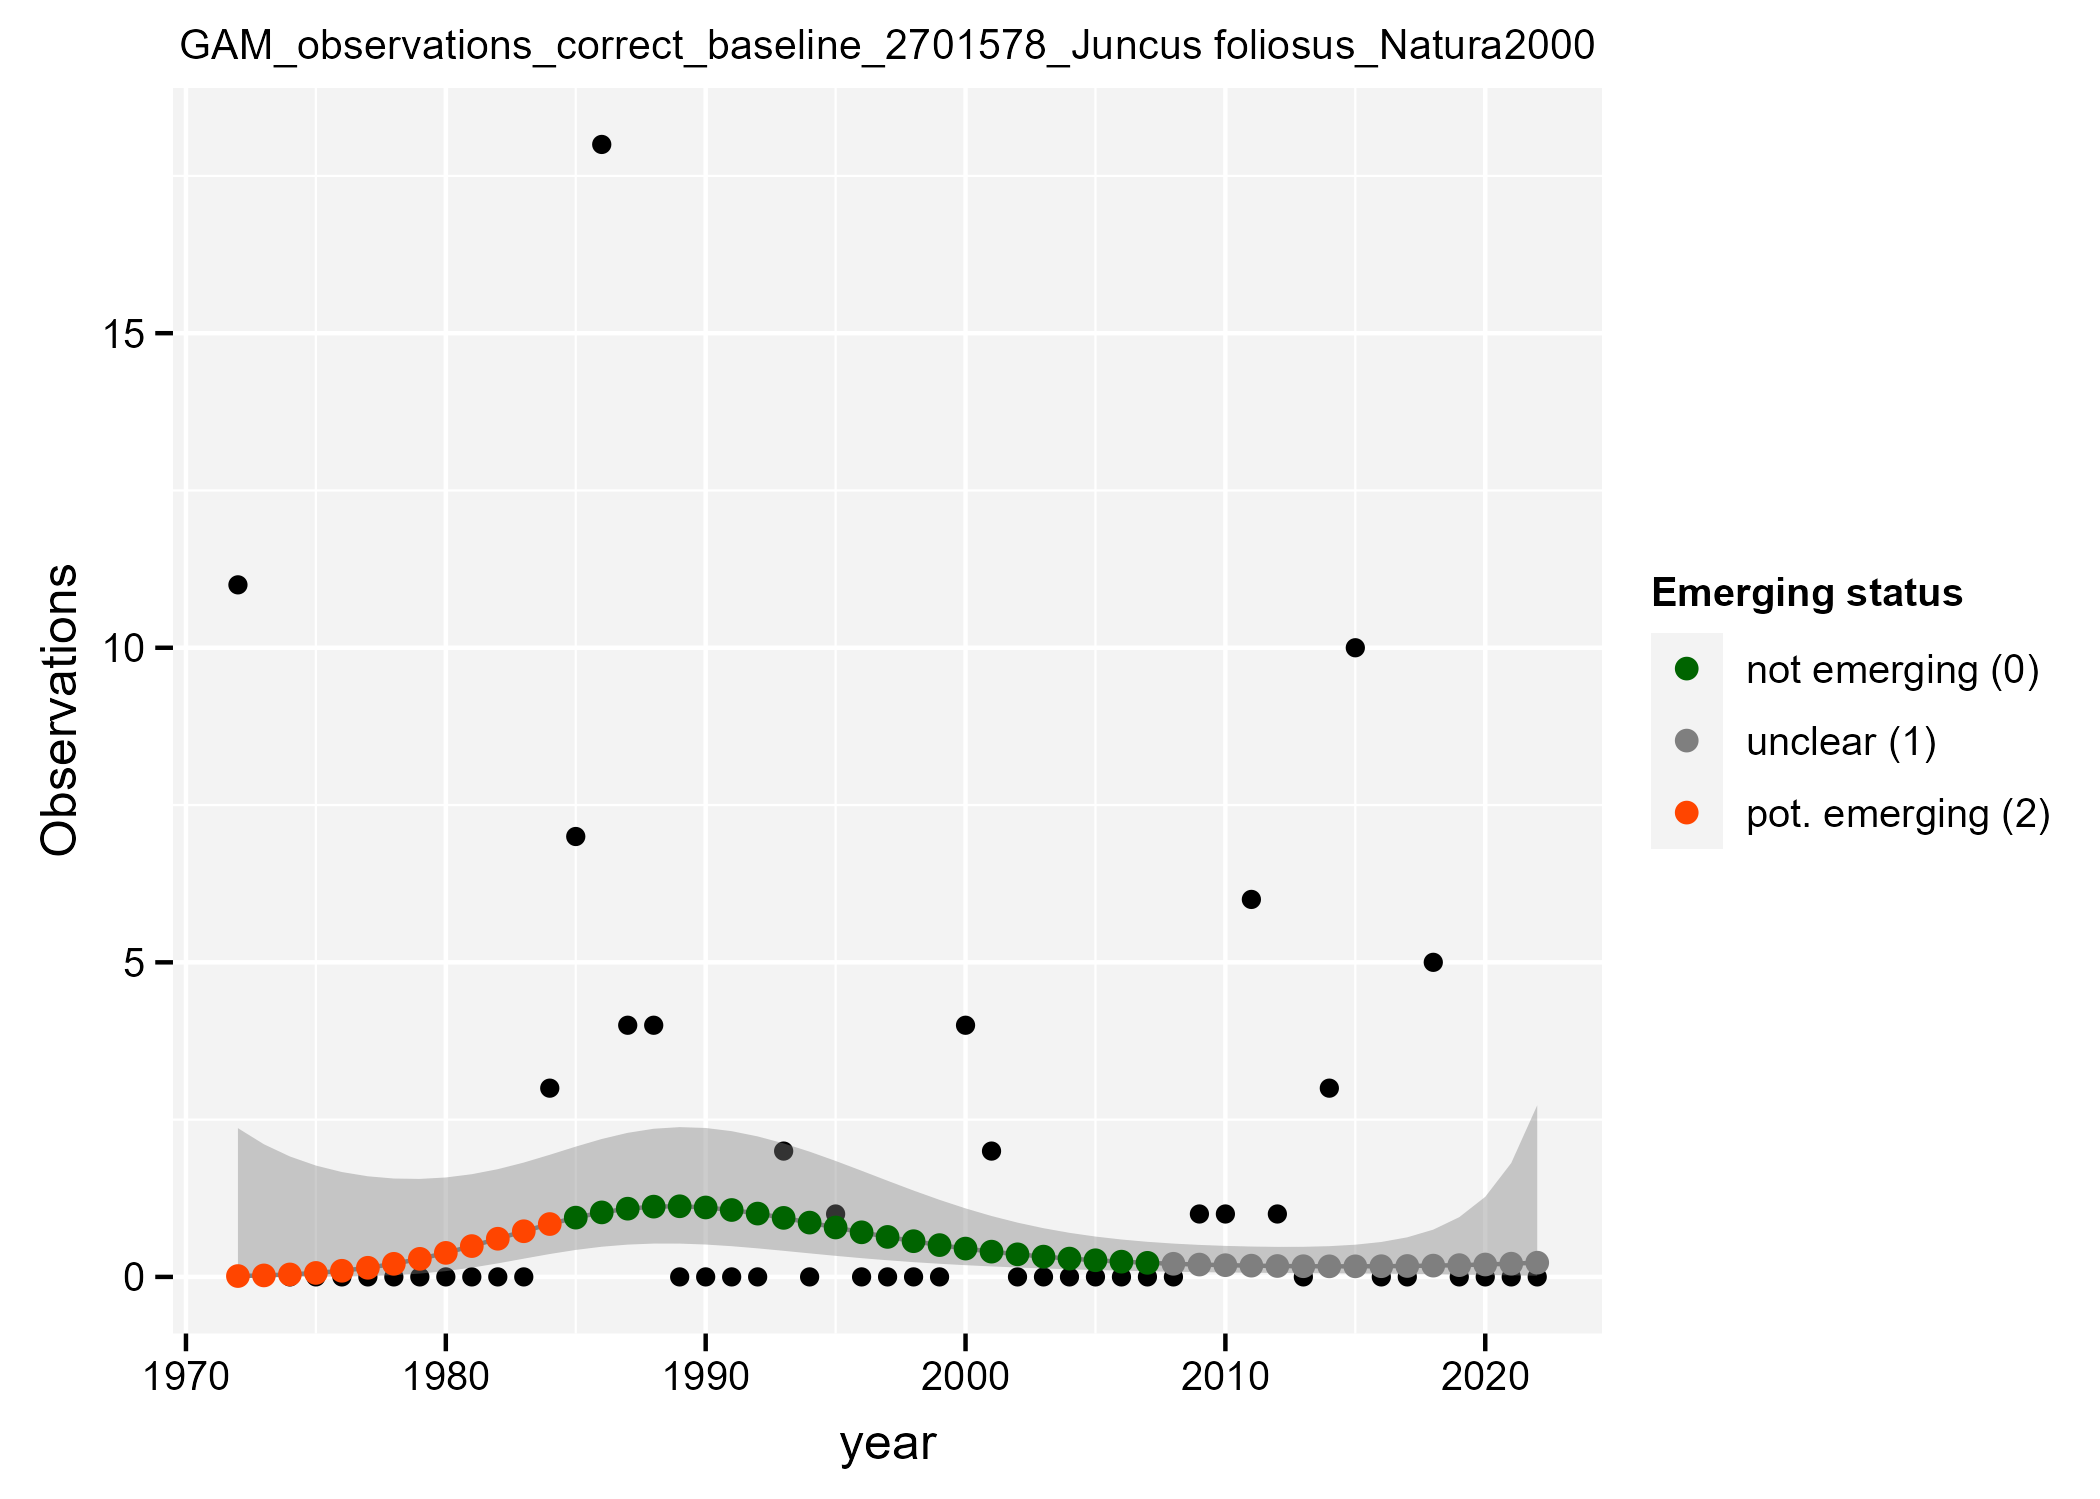 GAM_observations_correct_baseline_2701578_Juncus foliosus_Natura2000
Observations
15
10
5
0
1970 1980 1990 2000 2010 2020
year
Emerging status
not emerging (0)
unclear (1)
pot. emerging (2)